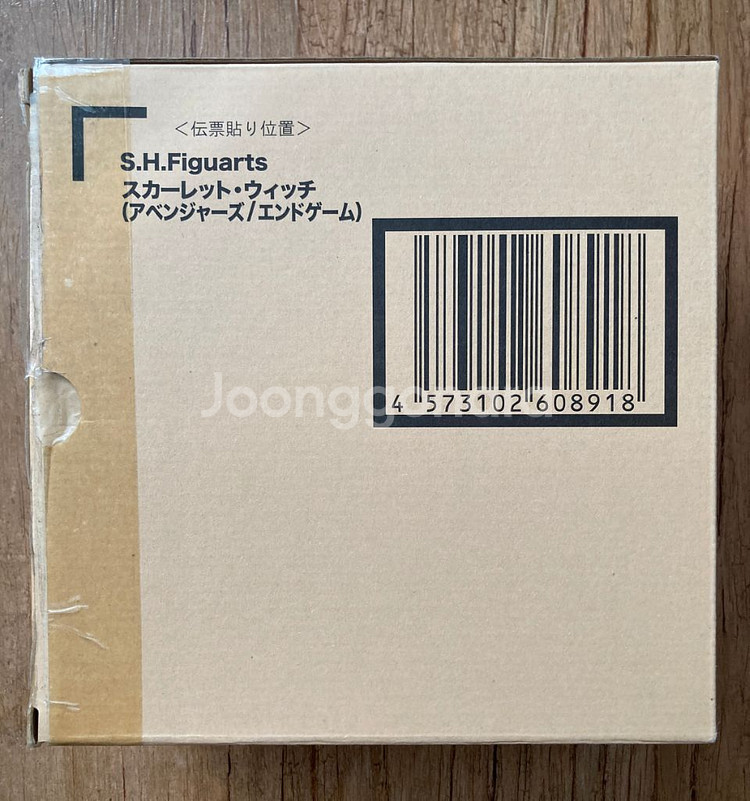 ＜伝票貼り位置＞
S.H.Figuarts
スカーレット・ウィッチ
(アベンジャーズ/エンドゲーム)
Joonggonara
4 573102 608918